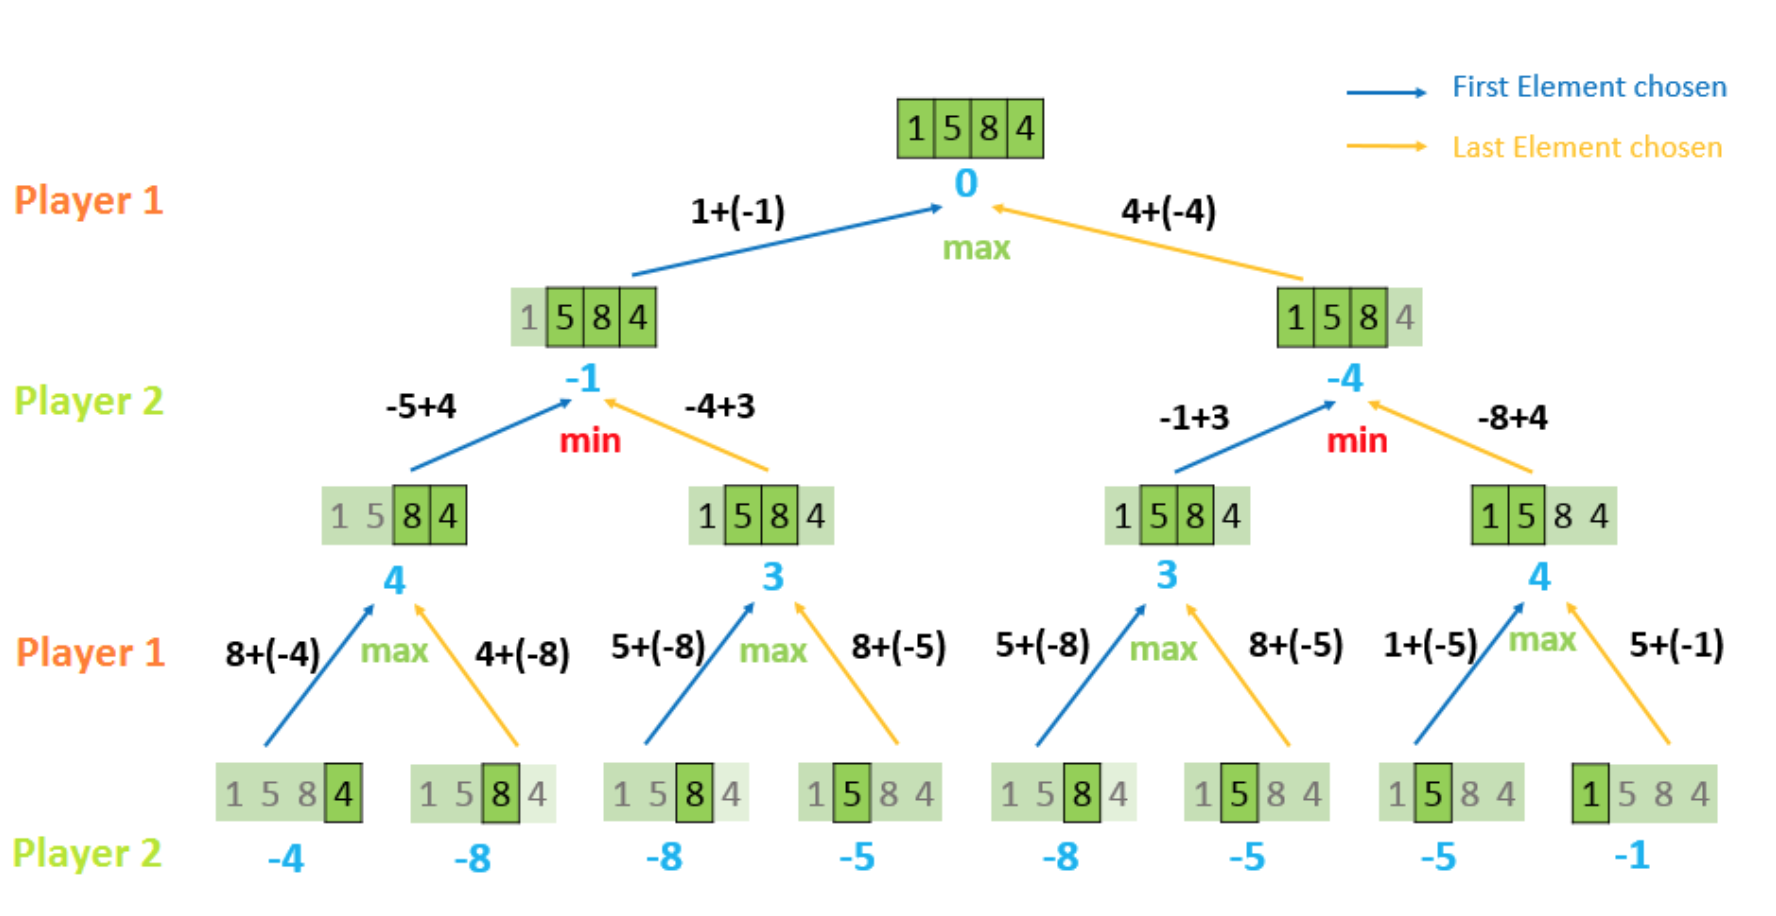 First Element chosen
Last Element chosen
1 5 8 4
Player 1
0
1+(-1)
4+(-4)
max
1 5 8 4
1 5 8 4
Player 2
-1
-4
-5+4
-4+3
-1+3
-8+4
min
min
1 5 8 4
1 5 8 4
1 5 8 4
1 5 8 4
4
3
3
4
Player 1
8+(-4)
max
4+(-8)
5+(-8)
max
8+(-5)
5+(-8)
max
8+(-5)
1+(-5)
max
5+(-1)
1 5 8 4
1 5 8 4
1 5 8 4
1 5 8 4
1 5 8 4
1 5 8 4
1 5 8 4
1 5 8 4
Player 2
-4
-8
-8
-5
-8
-5
-5
-1